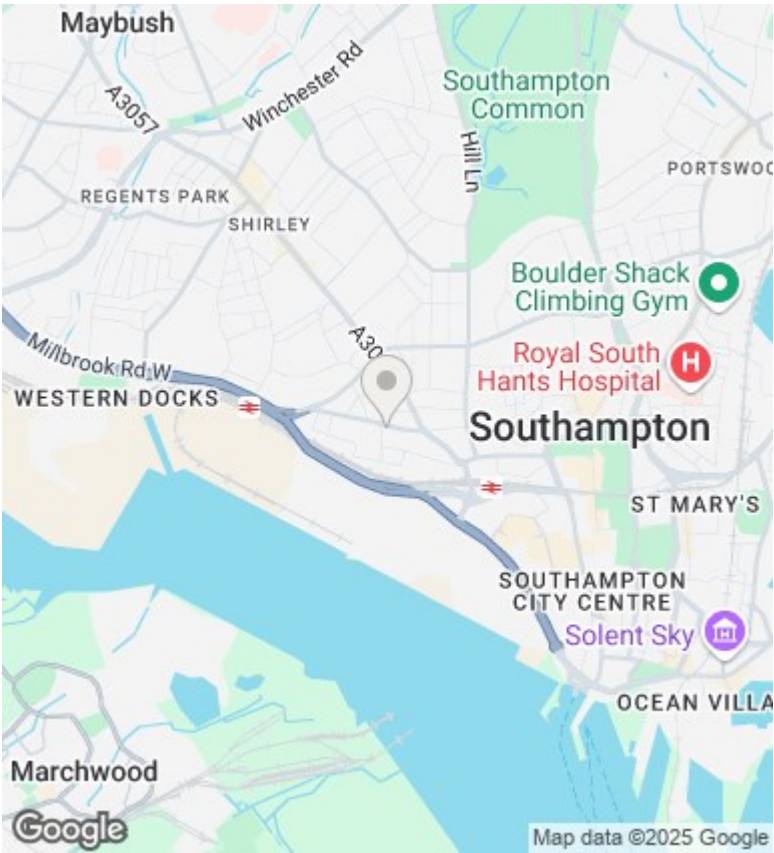 Maybush
A3057
Winchester Rd
Southampton
Common
Hill Ln
PORTSWOO
REGENTS PARK
SHIRLEY
Boulder Shack
Climbing Gym
A30
Millbrook Rd W
Royal South
Hants Hospital
H
WESTERN DOCKS
Southampton
ST MARY'S
SOUTHAMPTON
CITY CENTRE
Solent Sky
OCEAN VILLA
Marchwood
Google
Map data ©2025 Google